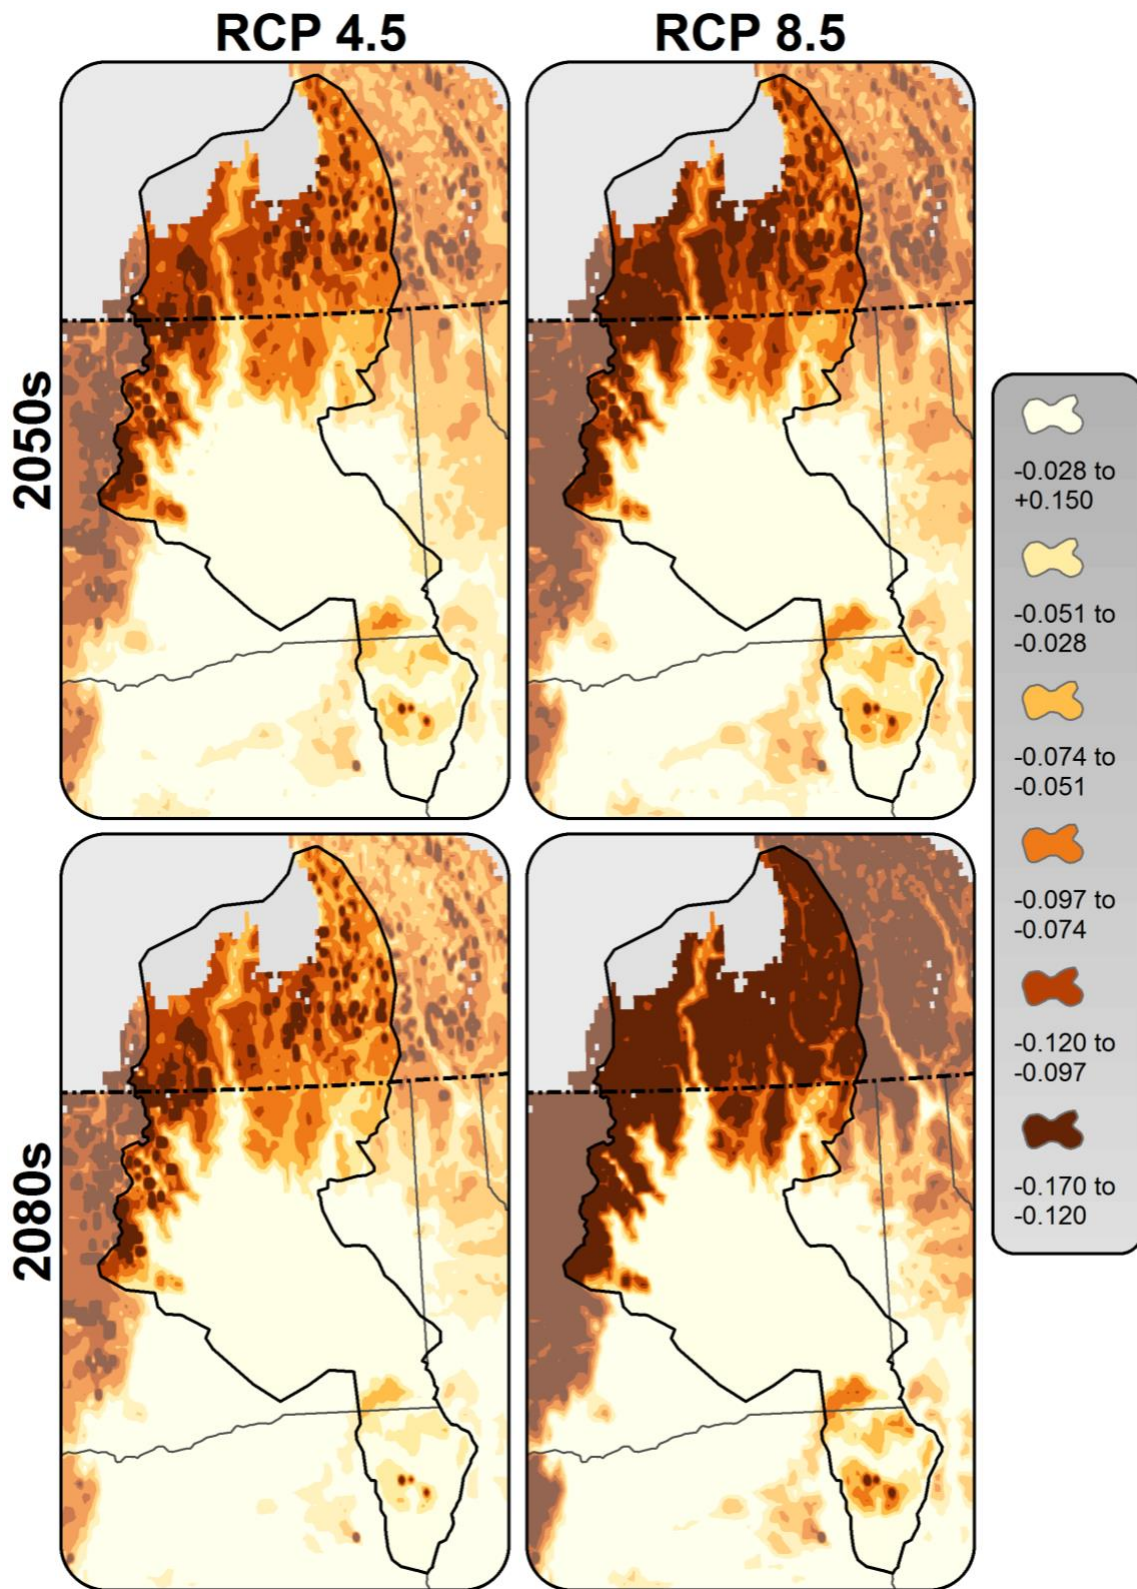 RCP 4.5
RCP 8.5
2050s
2080s
-0.028 to
+0.150
-0.051 to
-0.028
-0.074 to
-0.051
-0.097 to
-0.074
-0.120 to
-0.097
-0.170 to
-0.120